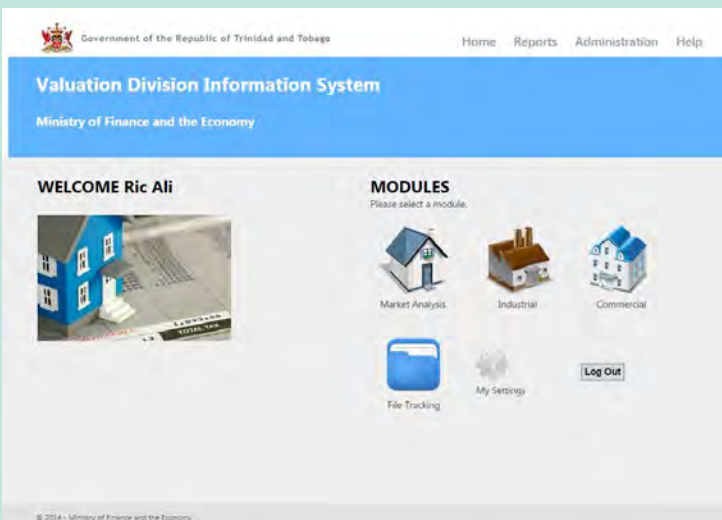 Government of the Republic of Trinidad and Tobago
Home Reports Administration Help
Valuation Division Information System
Ministry of Finance and the Economy
WELCOME Ric Ali
MODULES
Please select a module.
Market Analysis
Industrial
Commercial
TOTAL TAX
File Tracking
My Settings
Log Out
© 2014 - Ministry of Finance and the Economy